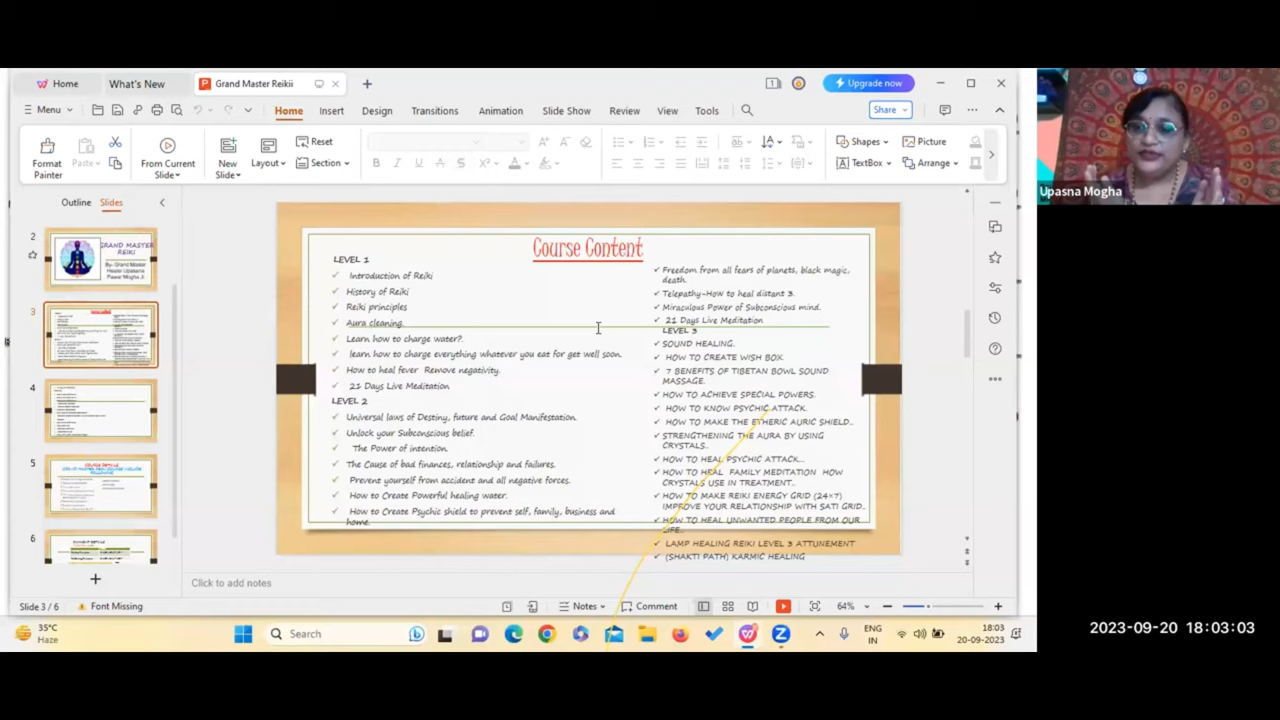 Home
What's New
Grand Master Reikii
Upgrade now
Menu
Home
Insert
Design
Transitions
Animation
Slide Show
Review
View
Tools
Share
Format Painter
Paste
From Current Slide
New Slide
Layout
Reset
Section
B I U A S X²
A
Shapes
Picture
TextBox
Arrange
Outline
Slides
2
GRAND MASTER
REIKI
By- Grand Master
Healer Upasana
3
4
5
6
Course Content
LEVEL 1
Introduction of Reiki
History of Reiki
Reiki principles
Aura cleaning.
Learn how to charge water?.
learn how to charge everything whatever you eat for get well soon.
How to heal fever Remove negativity.
21 Days Live Meditation
LEVEL 2
Universal laws of Destiny, future and Goal Manifestation.
Unlock your Subconscious belief.
The Power of intention.
The Cause of bad finances, relationship and failures.
Prevent yourself from accident and all negative forces.
How to Create Powerful healing water.
How to Create Psychic shield to prevent self, family, business and
home.
Freedom from all fears of planets, black magic,
death.
Telepathy-How to heal distant 3.
Miraculous Power of Subconscious mind.
21 Days Live Meditation
LEVEL 3
SOUND HEALING.
HOW TO CREATE WISH BOX.
7 BENEFITS OF TIBETAN BOWL SOUND
MASSAGE.
HOW TO ACHIEVE SPECIAL POWERS.
HOW TO KNOW PSYCHIC ATTACK.
HOW TO MAKE THE ETHERIC AURIC SHIELD..
STRENGTHENING THE AURA BY USING
CRYSTALS..
HOW TO HEAL PSYCHIC ATTACK...
HOW TO HEAL FAMILY MEDITATION HOW
CRYSTALS USE IN TREATMENT..
HOW TO MAKE REIKI ENERGY GRID (24×7)
IMPROVE YOUR RELATIONSHIP WITH SATI GRID..
HOW TO HEAL UNWANTED PEOPLE FROM OUR
LIFE..
LAMP HEALING REIKI LEVEL 3 ATTUNEMENT
(SHAKTI PATH) KARMIC HEALING
Click to add notes
Slide 3 / 6
Font Missing
Notes
Comment
64%
35°C
Haze
Search
ENG
IN
18:03
20-09-2023
Upasna Mogha
2023-09-20 18:03:03